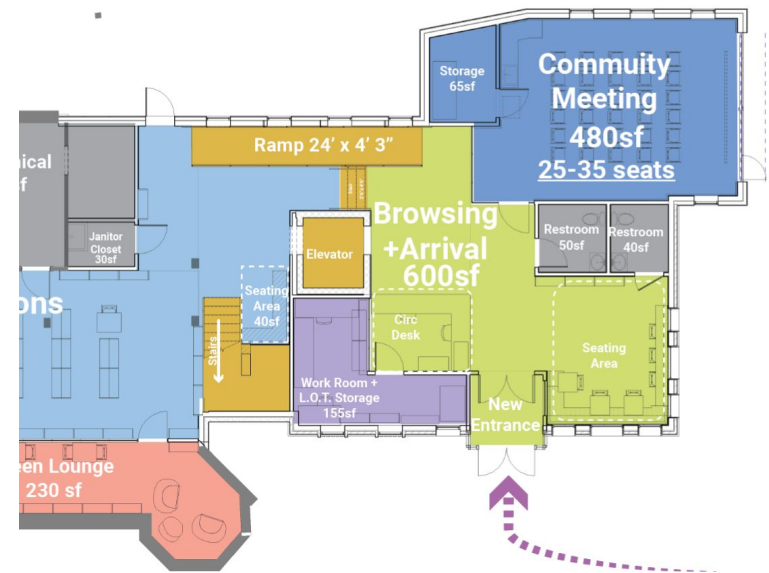 Storage
65sf
Commuity
Meeting
480sf
25-35 seats
Ramp 24' x 4' 3"
ical
f
Janitor
Closet
30sf
Browsing
+Arrival
600sf
Elevator
Restroom
50sf
Restroom
40sf
ons
Seating
Area
40sf
Stairs
Circ
Desk
Seating
Area
Work Room +
L.O.T. Storage
155sf
New
Entrance
een Lounge
230 sf